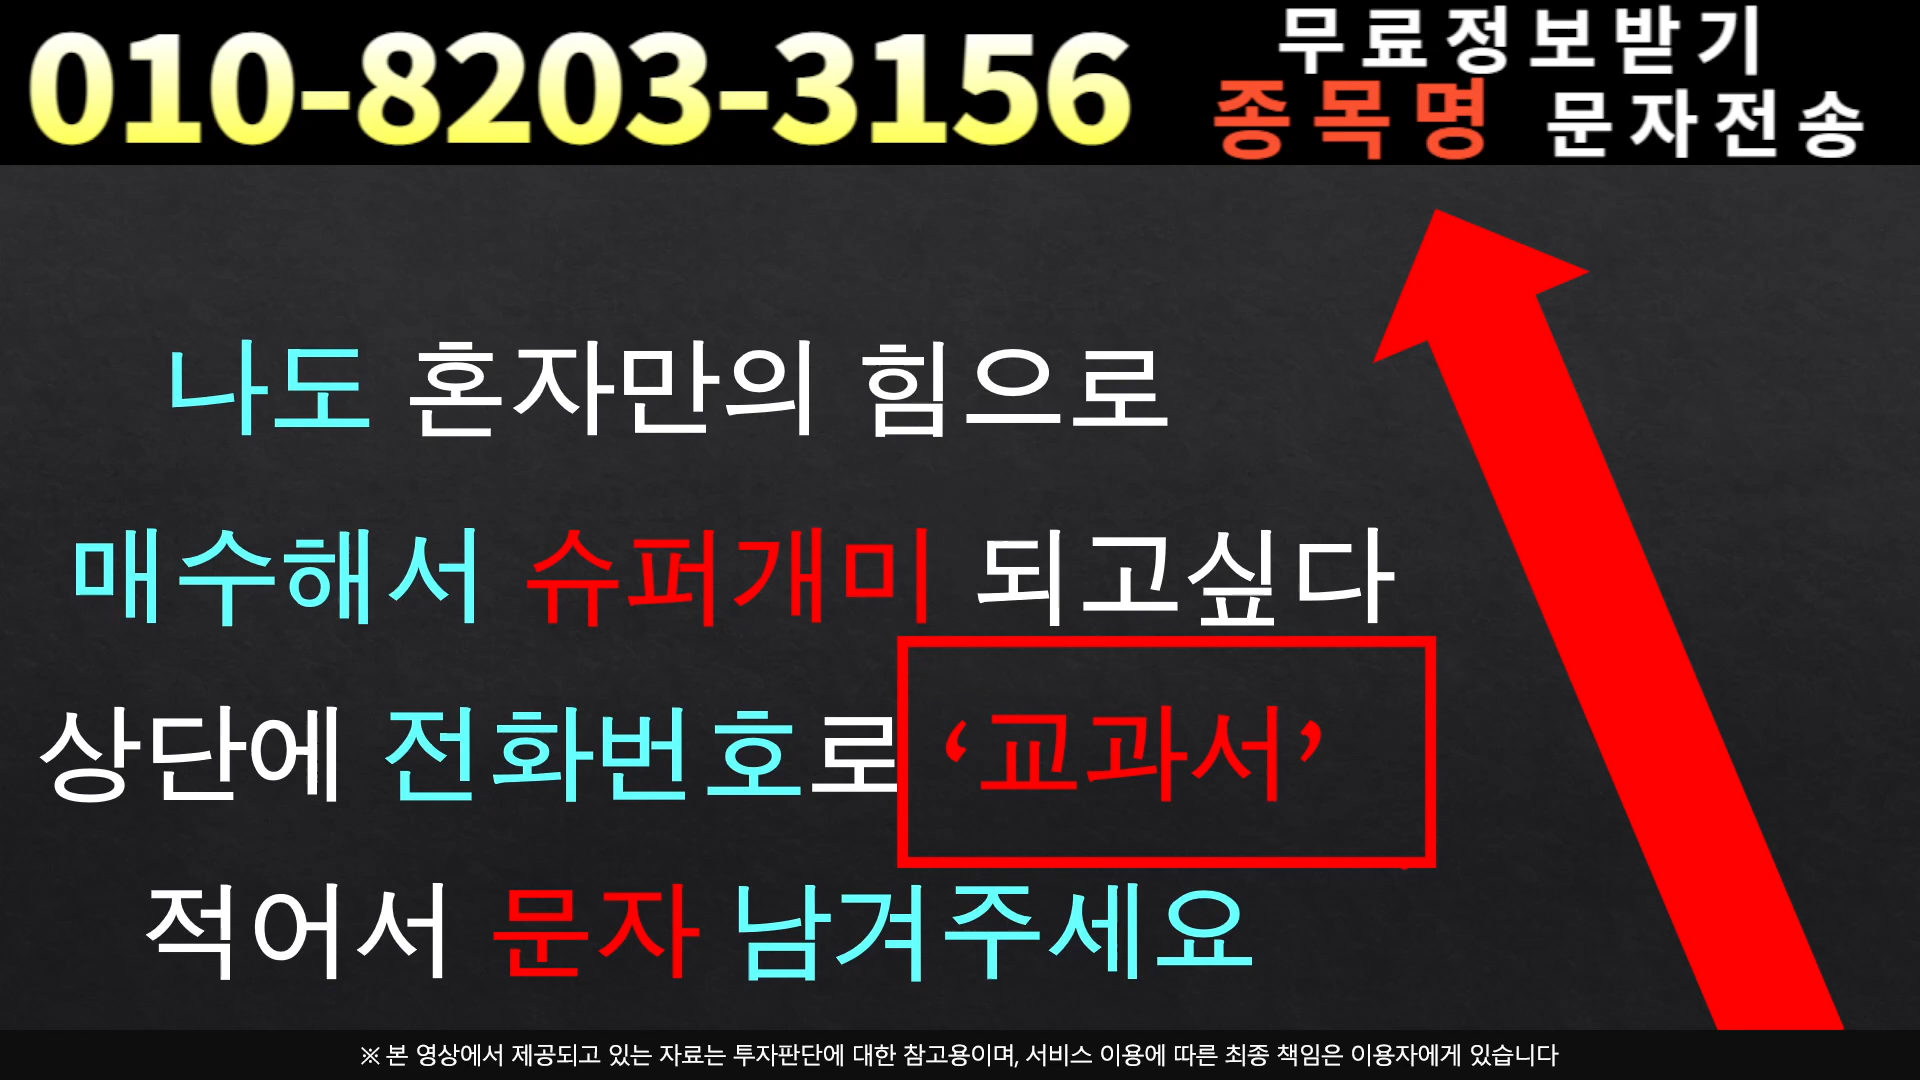 010-8203-3156
무료정보받기
종목명 문자전송
나도 혼자만의 힘으로
매수해서 슈퍼개미 되고싶다
상단에 전화번호로 ‘교과서’
적어서 문자 남겨주세요
※ 본 영상에서 제공되고 있는 자료는 투자판단에 대한 참고용이며, 서비스 이용에 따른 최종 책임은 이용자에게 있습니다